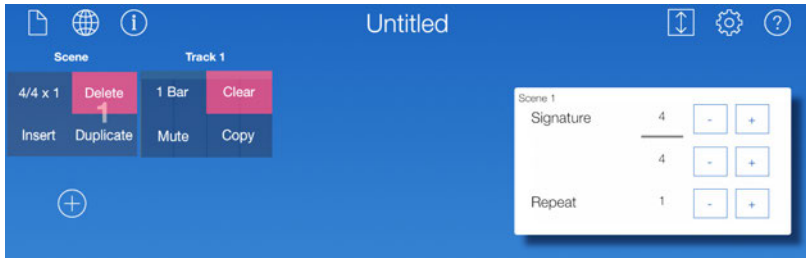 Untitled
Scene
Track 1
4/4 x 1
Delete
1 Bar
Clear
1
Insert
Duplicate
Mute
Copy
Scene 1
Signature
4
-
+
4
-
+
Repeat
1
-
+